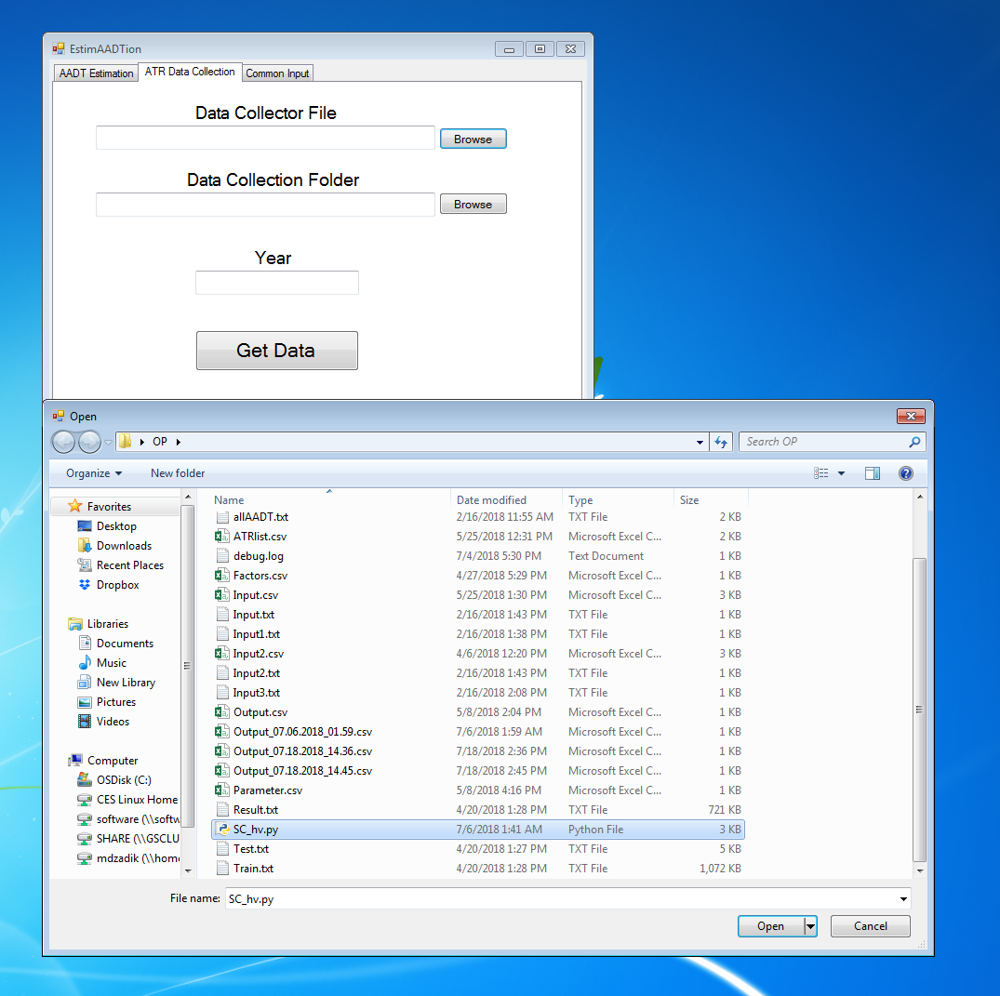 EstimAADTion
AADT Estimation ATR Data Collection Common Input
Data Collector File
Browse
Data Collection Folder
Browse
Year
Get Data
Open
OP
Search OP
Organize New folder
Name Date modified Type Size
allAADT.txt 2/16/2018 11:55 AM TXT File 2 KB
ATRlist.csv 5/25/2018 12:31 PM Microsoft Excel C... 2 KB
debug.log 7/4/2018 5:30 PM Text Document 1 KB
Factors.csv 4/27/2018 5:29 PM Microsoft Excel C... 1 KB
Input.csv 5/25/2018 1:30 PM Microsoft Excel C... 3 KB
Input.txt 2/16/2018 1:43 PM TXT File 1 KB
Input1.txt 2/16/2018 1:38 PM TXT File 1 KB
Input2.csv 4/6/2018 12:20 PM Microsoft Excel C... 3 KB
Input2.txt 2/16/2018 1:43 PM TXT File 1 KB
Input3.txt 2/16/2018 2:08 PM TXT File 1 KB
Output.csv 5/8/2018 2:04 PM Microsoft Excel C... 1 KB
Output_07.06.2018_01.59.csv 7/6/2018 1:59 AM Microsoft Excel C... 1 KB
Output_07.18.2018_14.36.csv 7/18/2018 2:36 PM Microsoft Excel C... 1 KB
Output_07.18.2018_14.45.csv 7/18/2018 2:45 PM Microsoft Excel C... 1 KB
Parameter.csv 5/8/2018 4:16 PM Microsoft Excel C... 1 KB
Result.txt 4/20/2018 1:28 PM TXT File 721 KB
SC_hv.py 7/6/2018 1:41 AM Python File 3 KB
Test.txt 4/20/2018 1:27 PM TXT File 5 KB
Train.txt 4/20/2018 1:28 PM TXT File 1,072 KB
Favorites
Desktop
Downloads
Recent Places
Dropbox
Libraries
Documents
Music
New Library
Pictures
Videos
Computer
OSDisk (C:)
CES Linux Home
software (\\softw
SHARE (\\GSCLU
mdzadik (\\hom
File name: SC_hv.py
Open Cancel